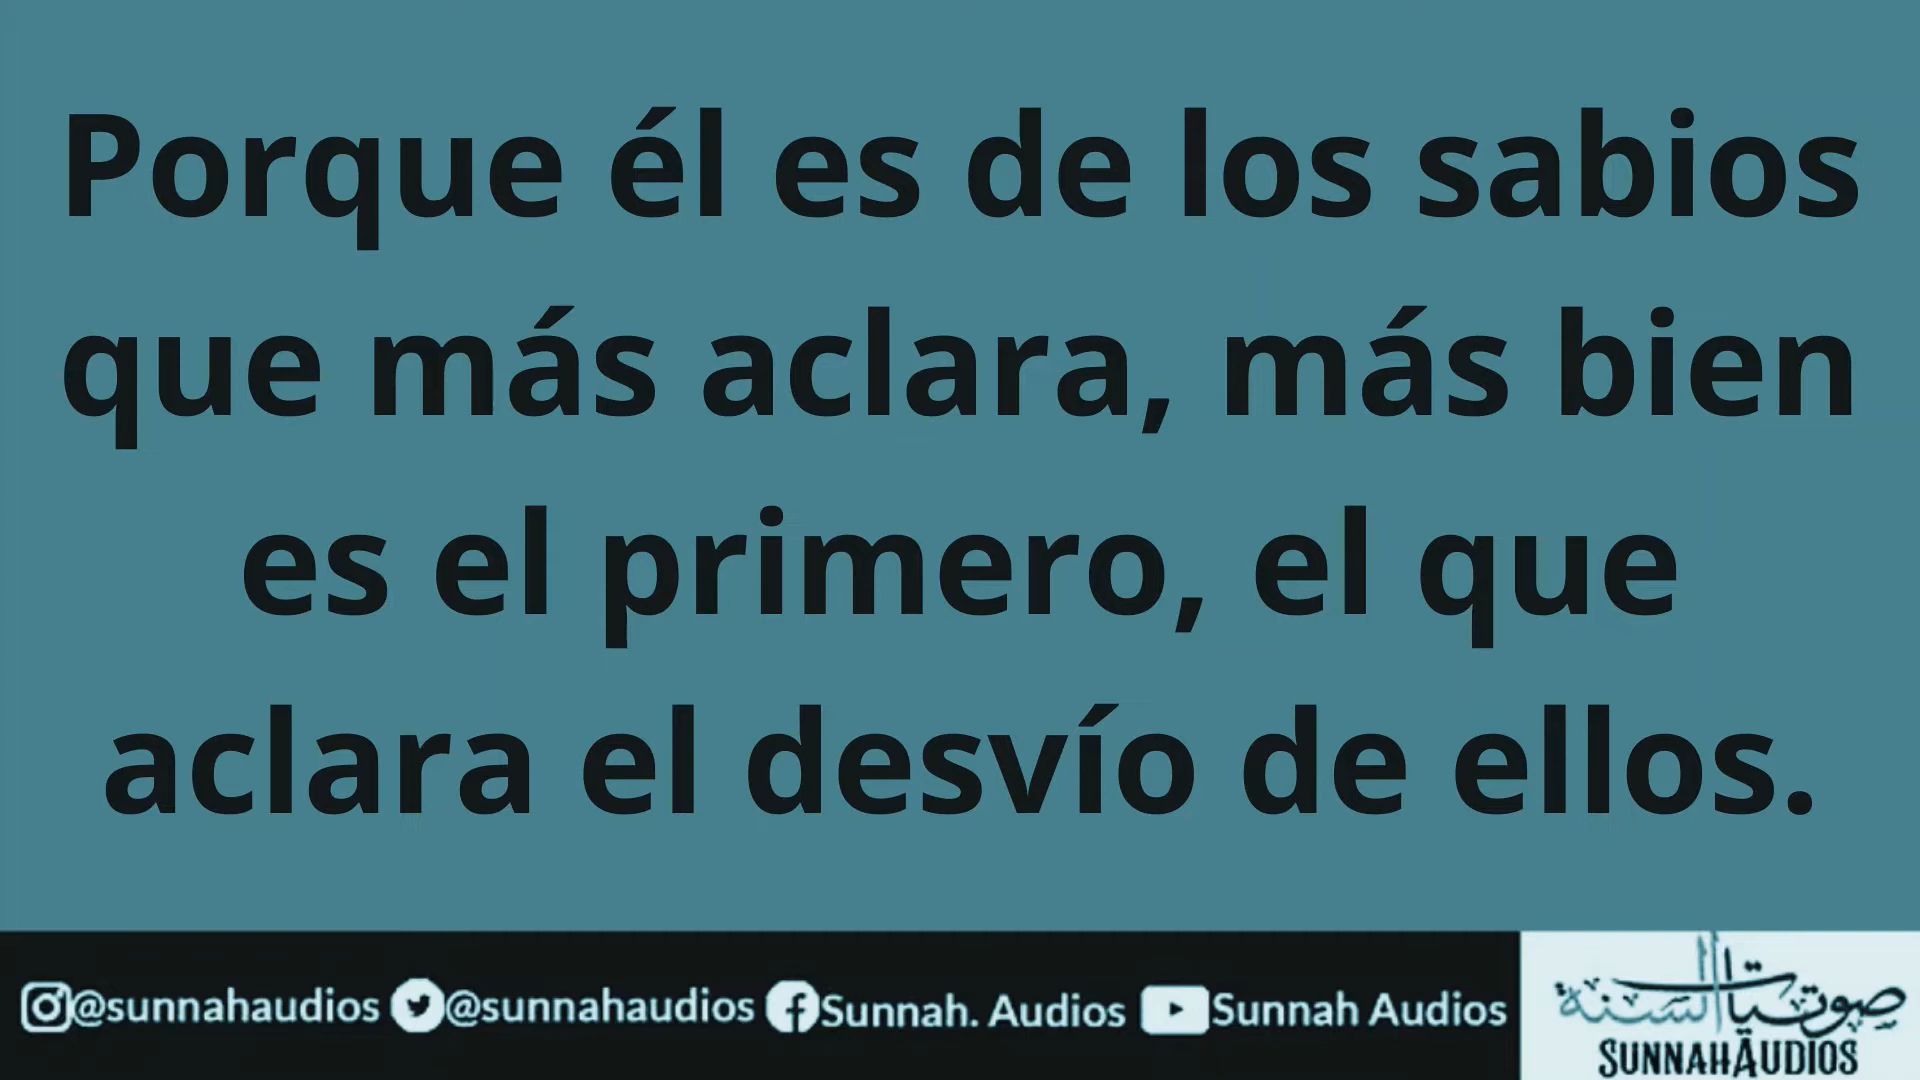 Porque él es de los sabios
que más aclara, más bien
es el primero, el que
aclara el desvío de ellos.
@sunnahaudios @sunnahaudios Sunnah. Audios Sunnah Audios
صوتيات السنة
SUNNAHAUDIOS